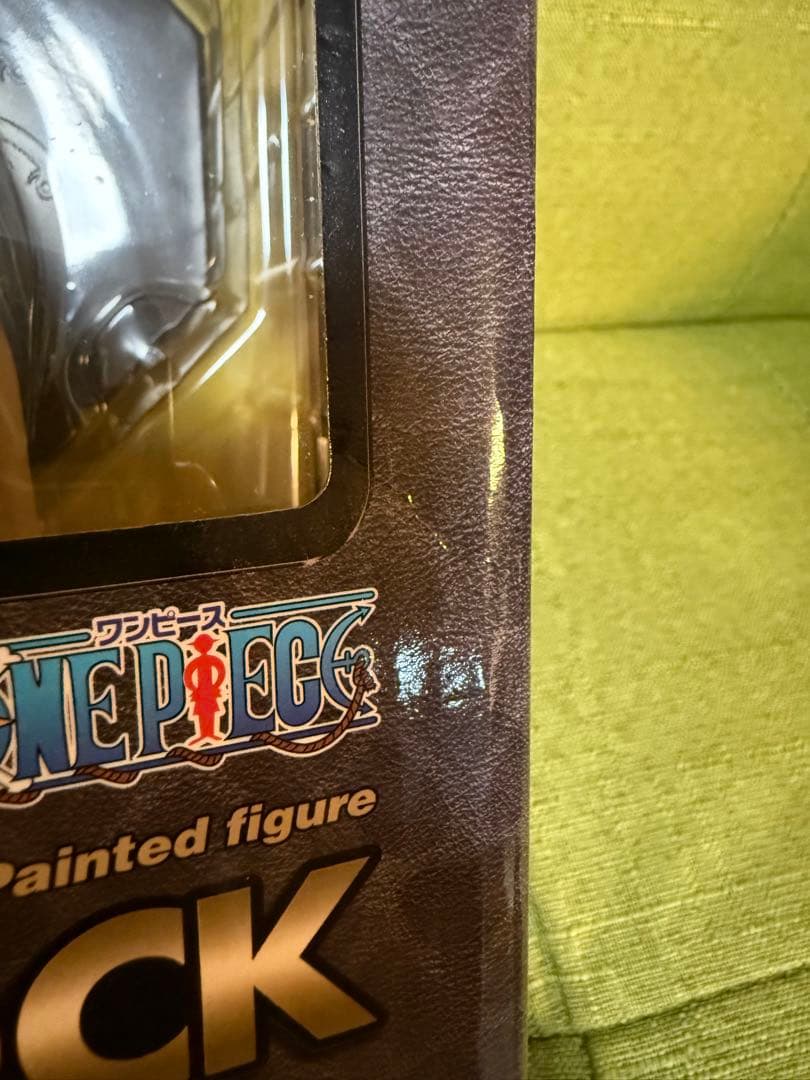 ワンピース
ONE PIECE
Painted figure
CK